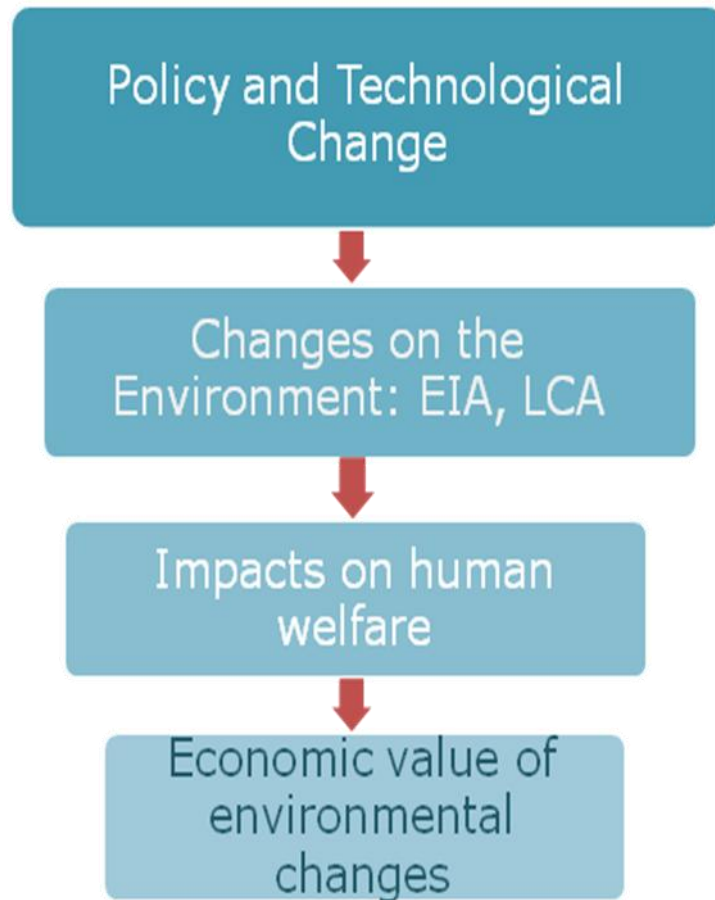 Policy and Technological
Change
Changes on the
Environment: EIA, LCA
Impacts on human
welfare
Economic value of
environmental
changes